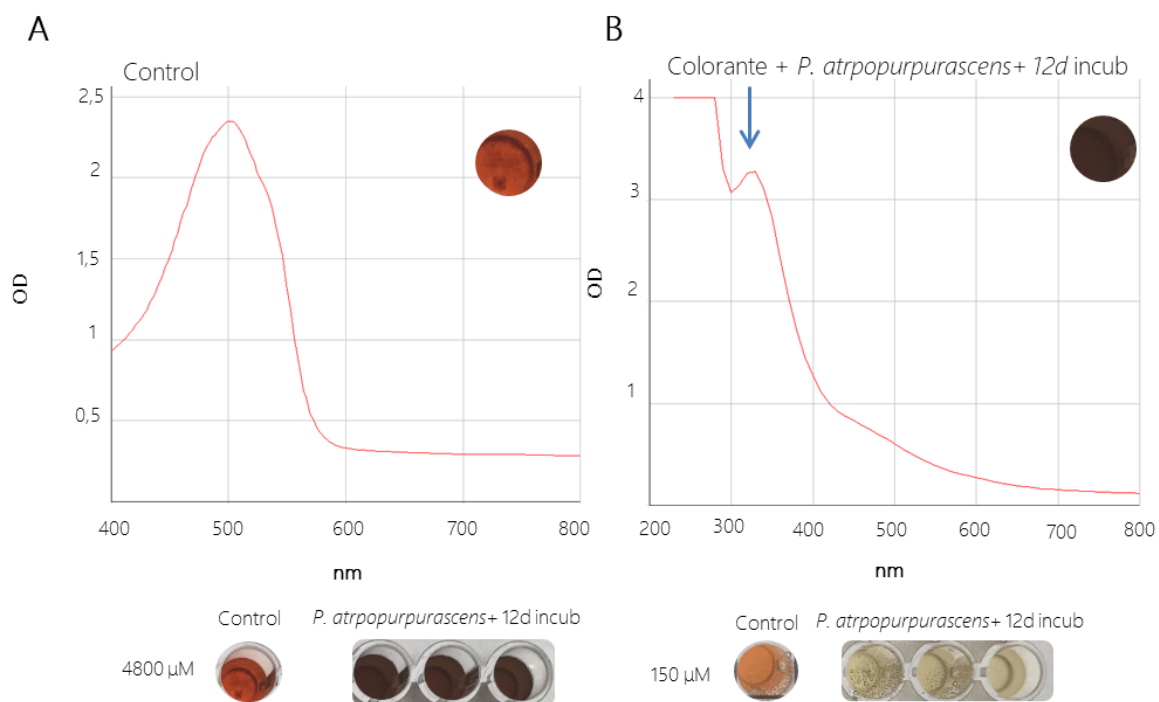 A
Control
2,5
2
1,5
1
0,5
OD
400 500 600 700 800
nm
B
Colorante + P. atrpopurpurascens+ 12d incub
4
3
2
1
OD
200 300 400 500 600 700 800
nm
Control P. atrpopurpurascens+ 12d incub
4800 µM
Control P. atrpopurpurascens+ 12d incub
150 µM